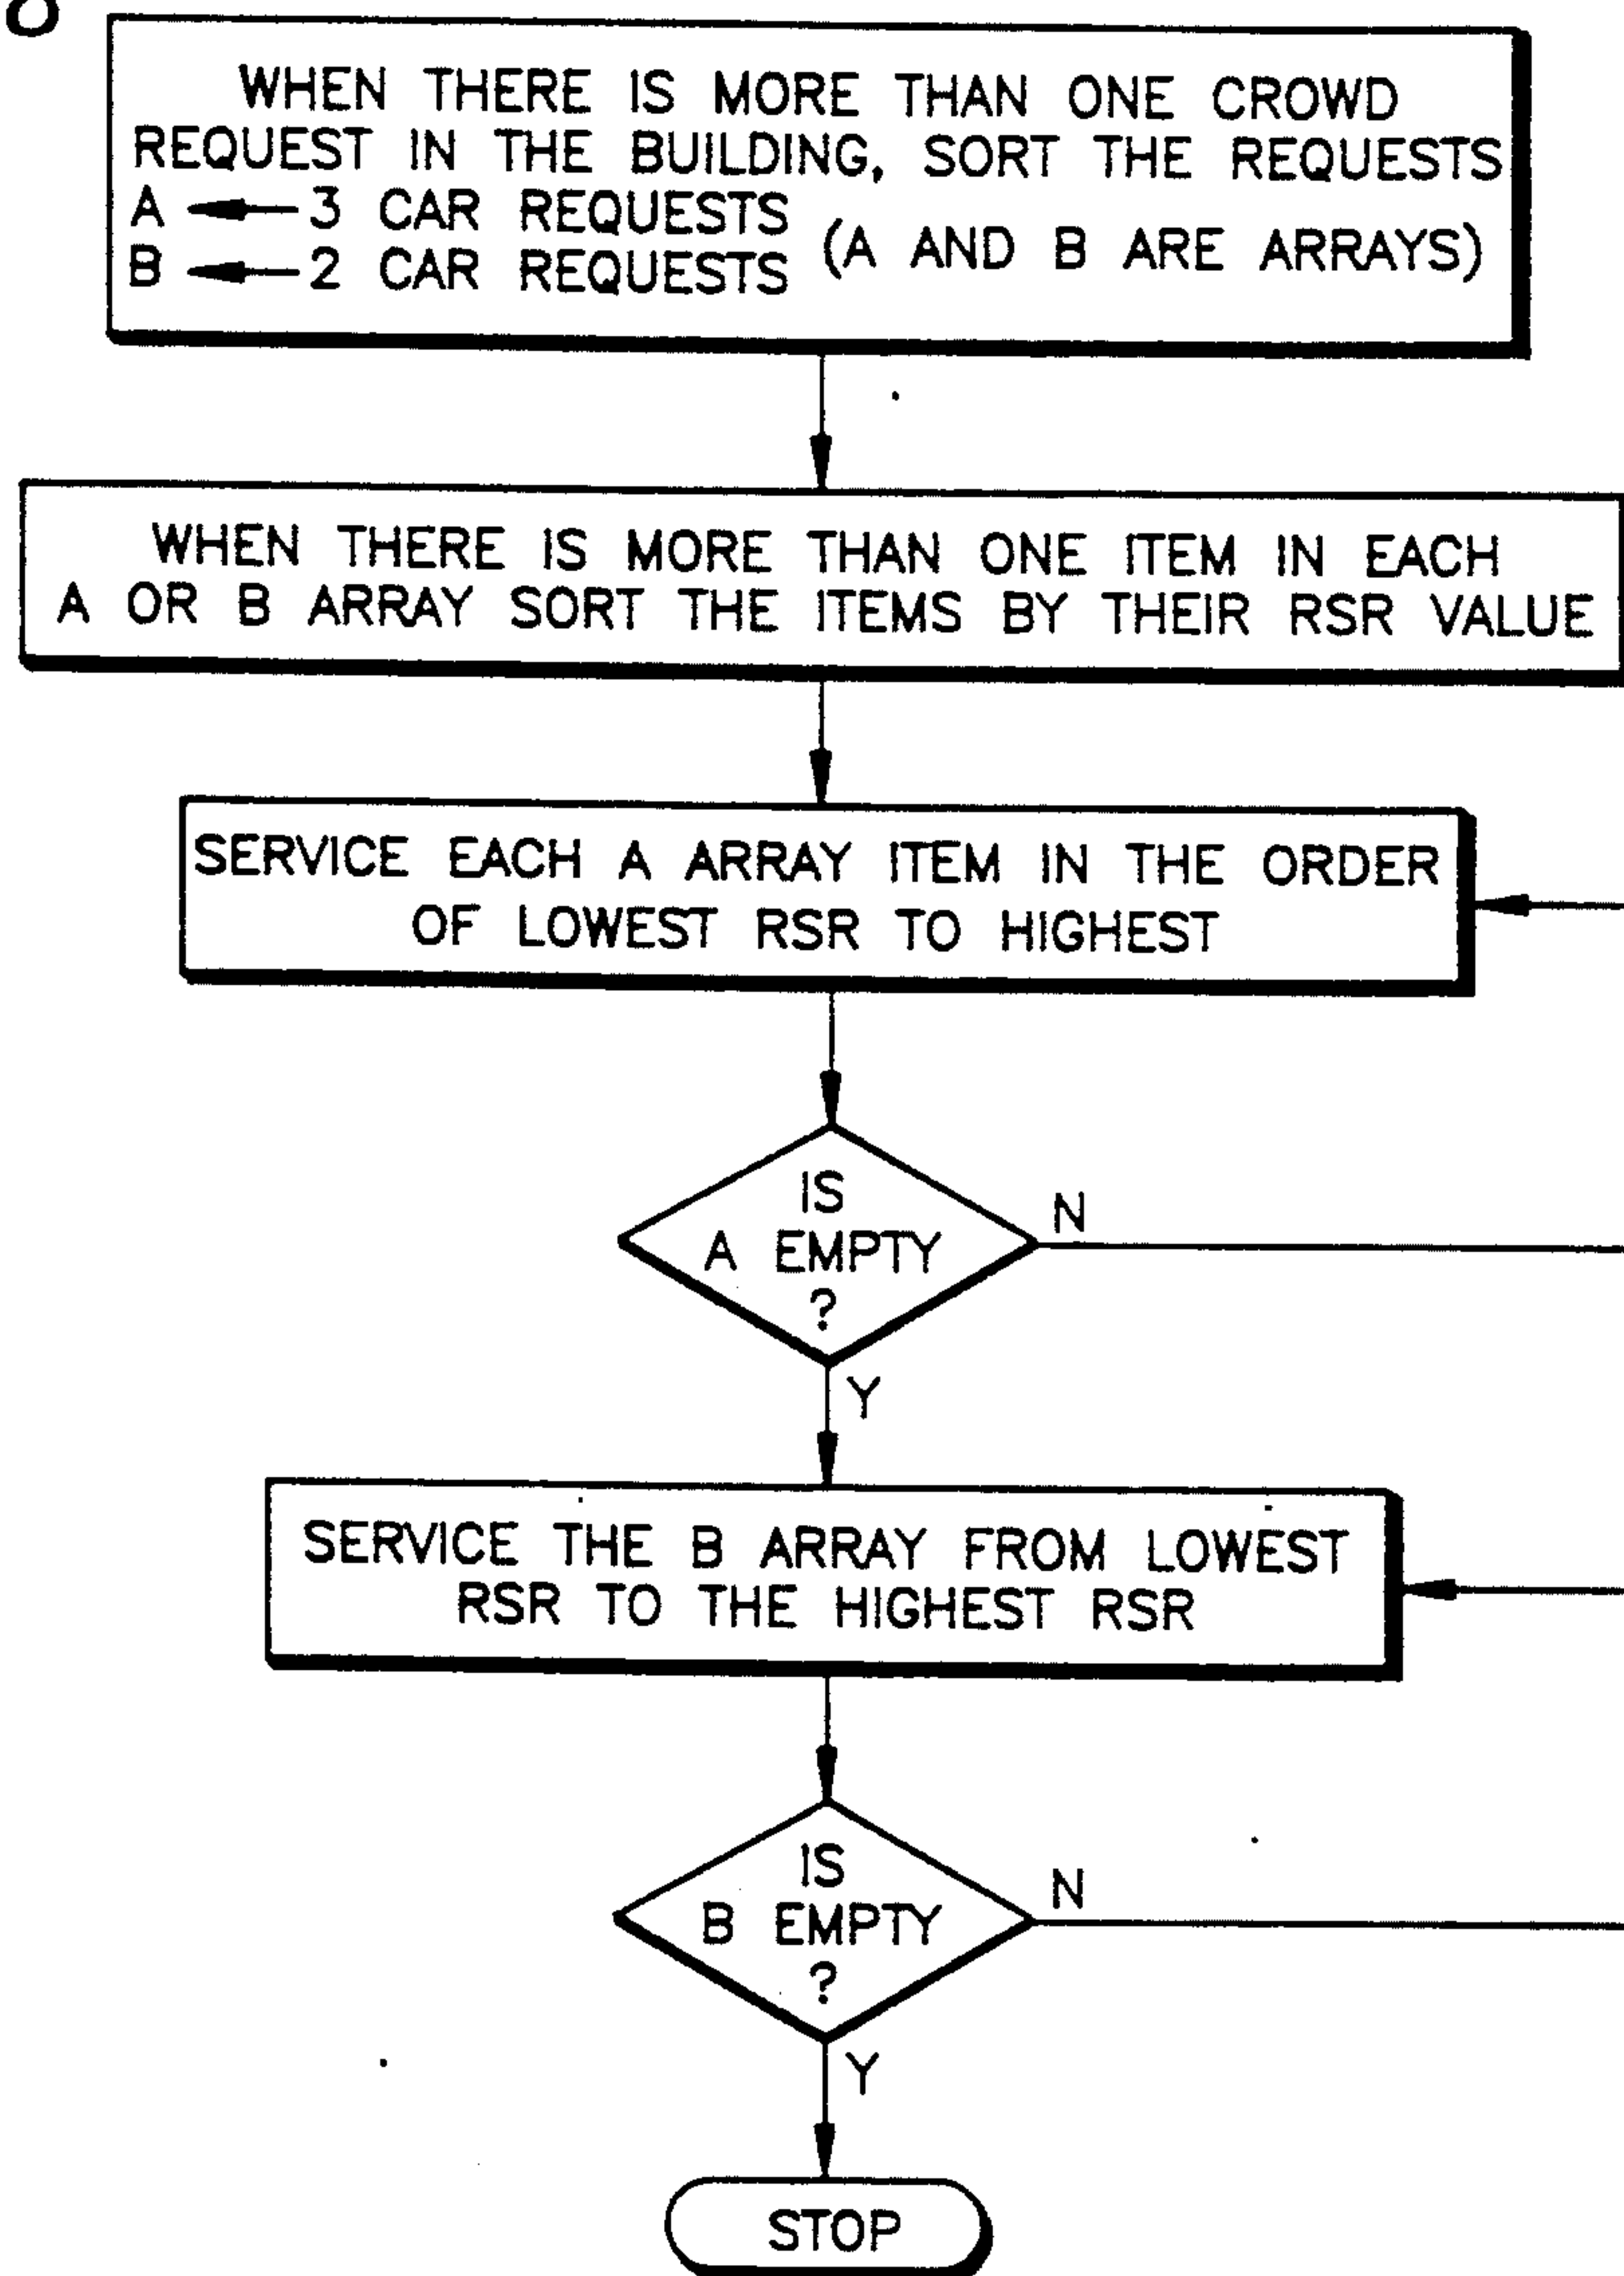 8
WHEN THERE IS MORE THAN ONE CROWD
REQUEST IN THE BUILDING, SORT THE REQUESTS
A ← 3 CAR REQUESTS
B ← 2 CAR REQUESTS (A AND B ARE ARRAYS)
WHEN THERE IS MORE THAN ONE ITEM IN EACH
A OR B ARRAY SORT THE ITEMS BY THEIR RSR VALUE
SERVICE EACH A ARRAY ITEM IN THE ORDER
OF LOWEST RSR TO HIGHEST
IS
A EMPTY
?
N
Y
SERVICE THE B ARRAY FROM LOWEST
RSR TO THE HIGHEST RSR
IS
B EMPTY
?
N
Y
STOP